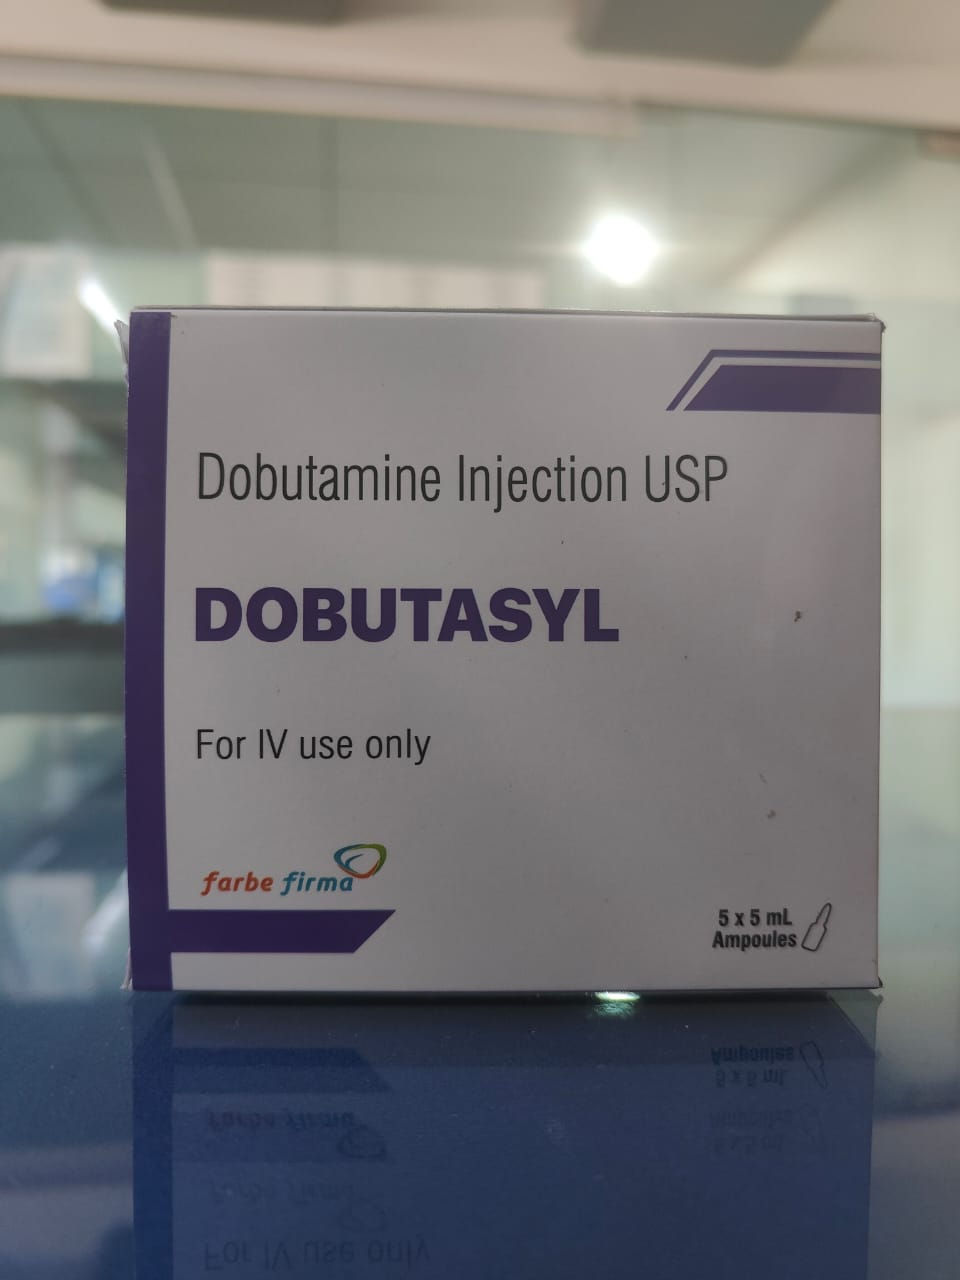 Dobutamine Injection USP
DOBUTASYL
For IV use only
farbe firma
5 x 5 mL
Ampoules